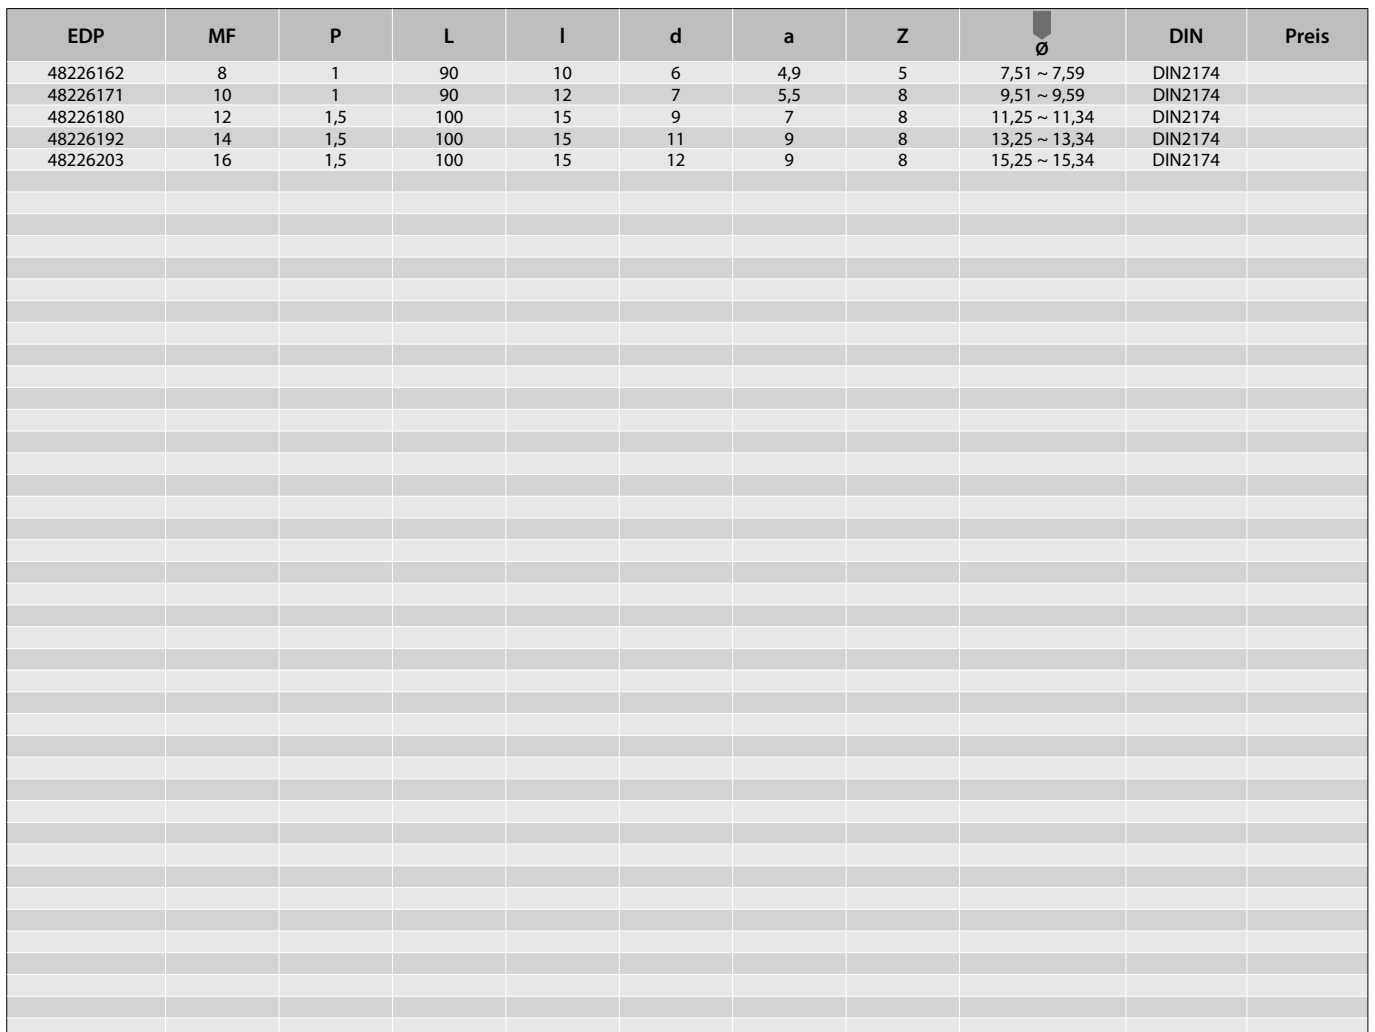 EDP MF P L l d a Z Ø DIN Preis
48226162 8 1 90 10 6 4,9 5 7,51 ~ 7,59 DIN2174
48226171 10 1 90 12 7 5,5 8 9,51 ~ 9,59 DIN2174
48226180 12 1,5 100 15 9 7 8 11,25 ~ 11,34 DIN2174
48226192 14 1,5 100 15 11 9 8 13,25 ~ 13,34 DIN2174
48226203 16 1,5 100 15 12 9 8 15,25 ~ 15,34 DIN2174